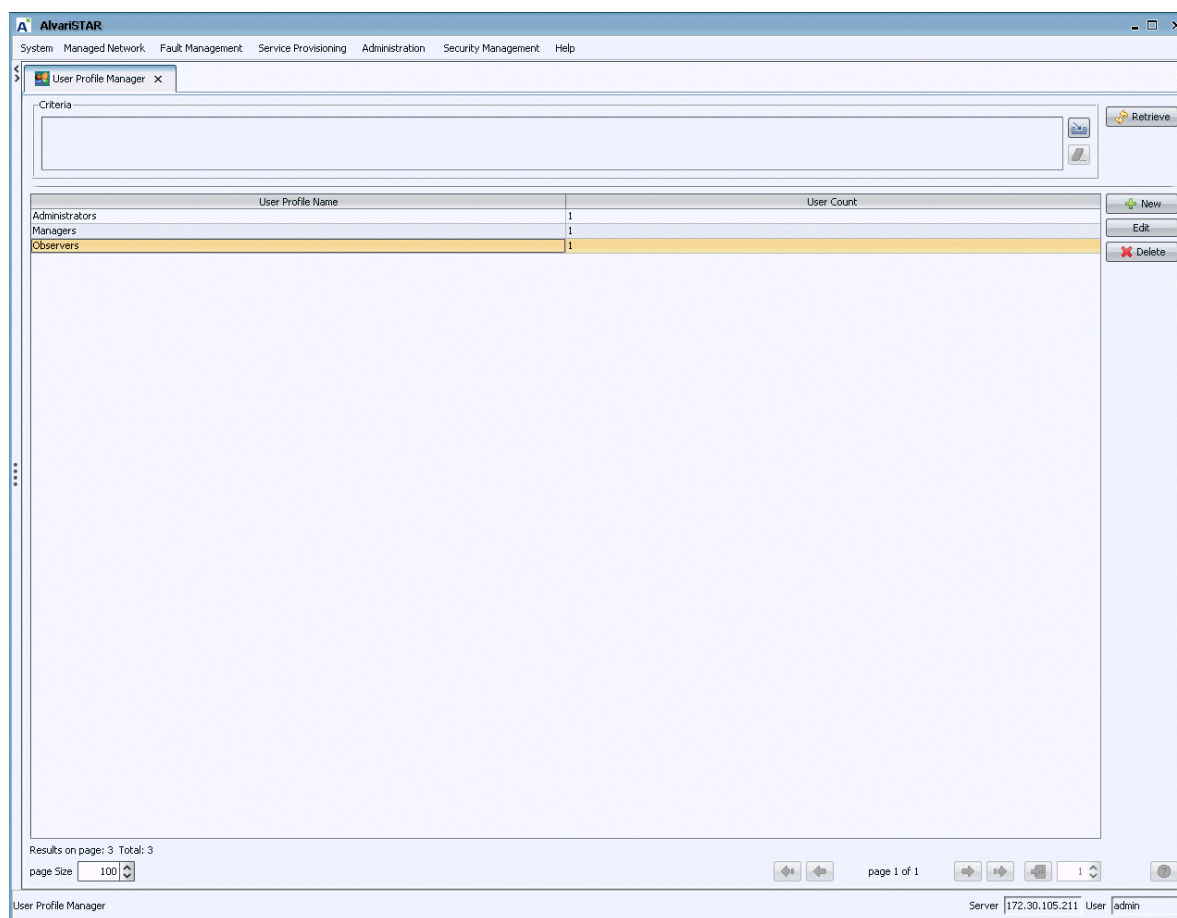 AlvariSTAR
System Managed Network Fault Management Service Provisioning Administration Security Management Help
User Profile Manager
Criteria
Retrieve
User Profile Name User Count
New
Administrators 1
Managers 1
Edit
Observers 1
Delete
Results on page: 3 Total: 3
page Size 100 page 1 of 1 1
User Profile Manager Server 172.30.105.211 User admin